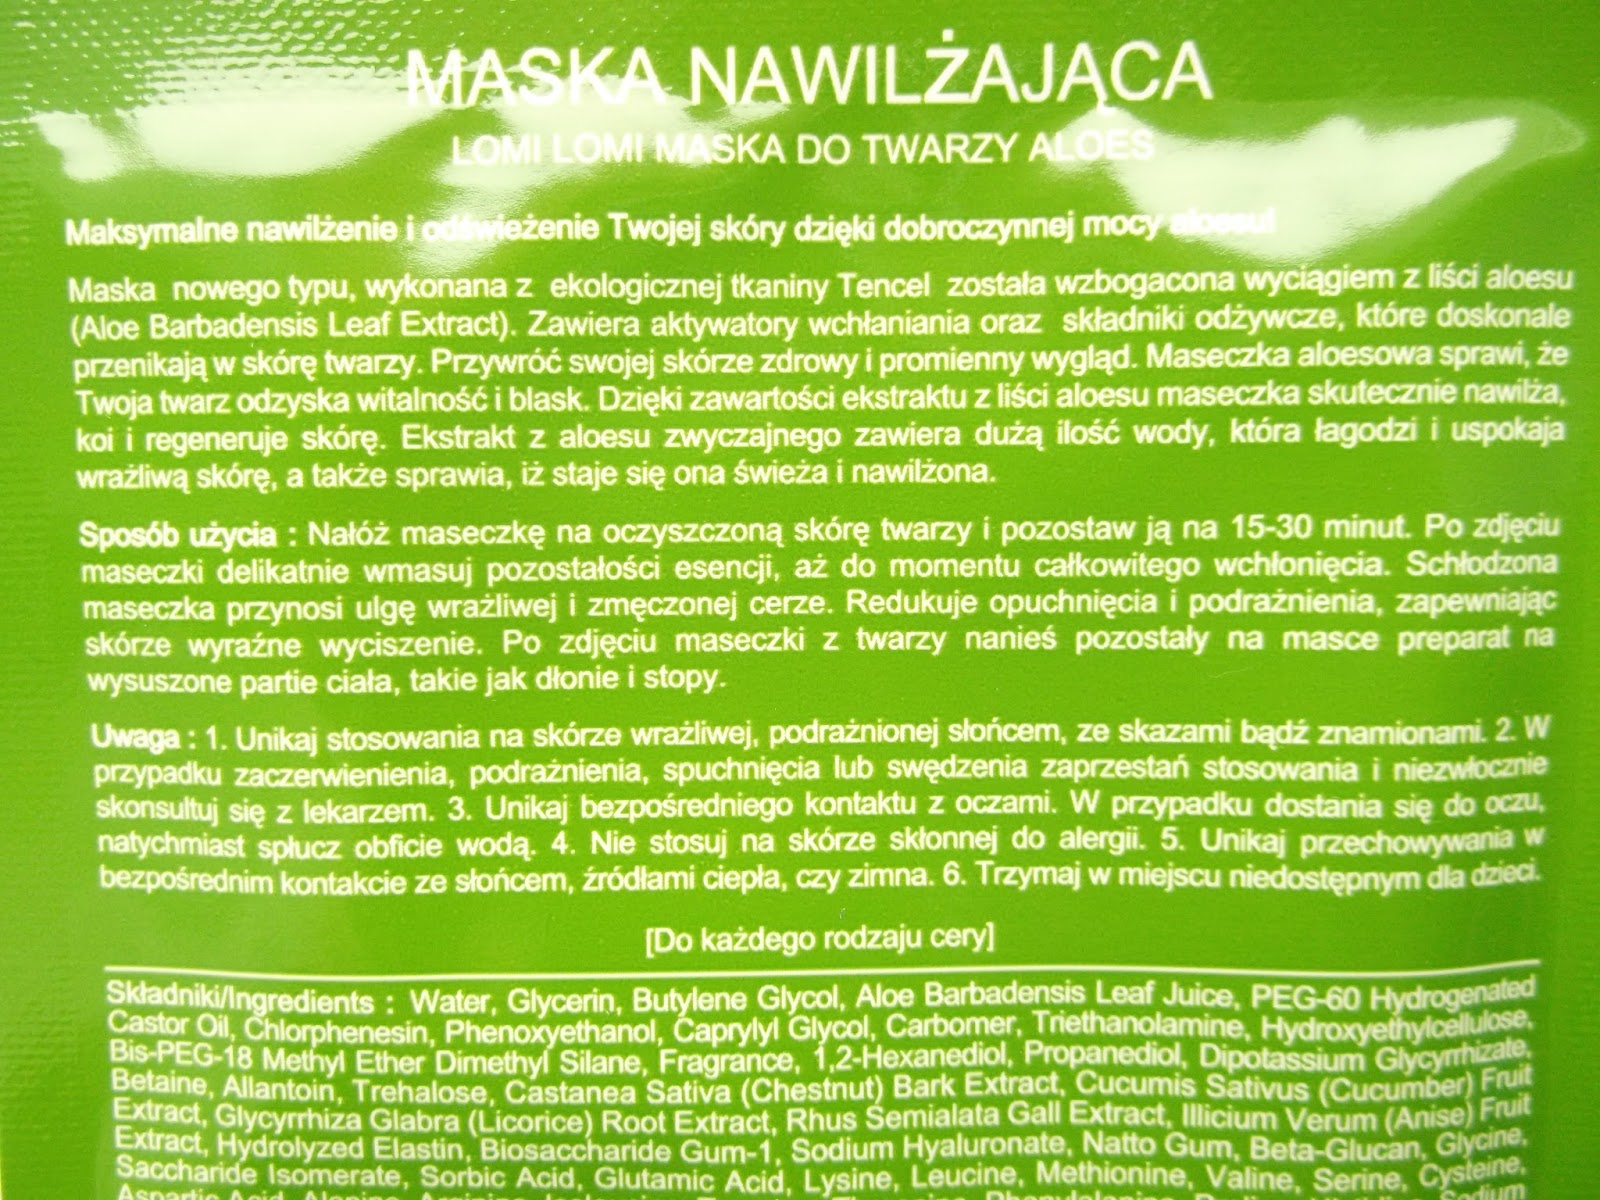 MASKA NAWILŻAJĄCA
LOMI LOMI MASKA DO TWARZY ALOES
Maksymalne nawilżenie i odświeżenie Twojej skóry dzięki dobroczynnej mocy aloesu!
Maska nowego typu, wykonana z ekologicznej tkaniny Tencel została wzbogacona wyciągiem z liści aloesu
(Aloe Barbadensis Leaf Extract). Zawiera aktywatory wchłaniania oraz składniki odżywcze, które doskonale
przenikają w skórę twarzy. Przywróć swojej skórze zdrowy i promienny wygląd. Maseczka aloesowa sprawi, że
Twoja twarz odzyska witalność i blask. Dzięki zawartości ekstraktu z liści aloesu maseczka skutecznie nawilża,
koi i regeneruje skórę. Ekstrakt z aloesu zwyczajnego zawiera dużą ilość wody, która łagodzi i uspokaja
wrażliwą skórę, a także sprawia, iż staje się ona świeża i nawilżona.
Sposób użycia : Nałóż maseczkę na oczyszczoną skórę twarzy i pozostaw ją na 15-30 minut. Po zdjęciu
maseczki delikatnie wmasuj pozostałości esencji, aż do momentu całkowitego wchłonięcia. Schłodzona
maseczka przynosi ulgę wrażliwej i zmęczonej cerze. Redukuje opuchnięcia i podrażnienia, zapewniając
skórze wyraźne wyciszenie. Po zdjęciu maseczki z twarzy nanieś pozostały na masce preparat na
wysuszone partie ciała, takie jak dłonie i stopy.
Uwaga : 1. Unikaj stosowania na skórze wrażliwej, podrażnionej słońcem, ze skazami bądź znamionami. 2. W
przypadku zaczerwienienia, podrażnienia, spuchnięcia lub swędzenia zaprzestań stosowania i niezwłocznie
skonsultuj się z lekarzem. 3. Unikaj bezpośredniego kontaktu z oczami. W przypadku dostania się do oczu,
natychmiast spłucz obficie wodą. 4. Nie stosuj na skórze skłonnej do alergii. 5. Unikaj przechowywania w
bezpośrednim kontakcie ze słońcem, źródłami ciepła, czy zimna. 6. Trzymaj w miejscu niedostępnym dla dzieci.
[Do każdego rodzaju cery]
Składniki/Ingredients : Water, Glycerin, Butylene Glycol, Aloe Barbadensis Leaf Juice, PEG-60 Hydrogenated
Castor Oil, Chlorphenesin, Phenoxyethanol, Caprylyl Glycol, Carbomer, Triethanolamine, Hydroxyethylcellulose,
Bis-PEG-18 Methyl Ether Dimethyl Silane, Fragrance, 1,2-Hexanediol, Propanediol, Dipotassium Glycyrrhizate,
Betaine, Allantoin, Trehalose, Castanea Sativa (Chestnut) Bark Extract, Cucumis Sativus (Cucumber) Fruit
Extract, Glycyrrhiza Glabra (Licorice) Root Extract, Rhus Semialata Gall Extract, Illicium Verum (Anise) Fruit
Extract, Hydrolyzed Elastin, Biosaccharide Gum-1, Sodium Hyaluronate, Natto Gum, Beta-Glucan, Glycine,
Saccharide Isomerate, Sorbic Acid, Glutamic Acid, Lysine, Leucine, Methionine, Valine, Serine, Cysteine,